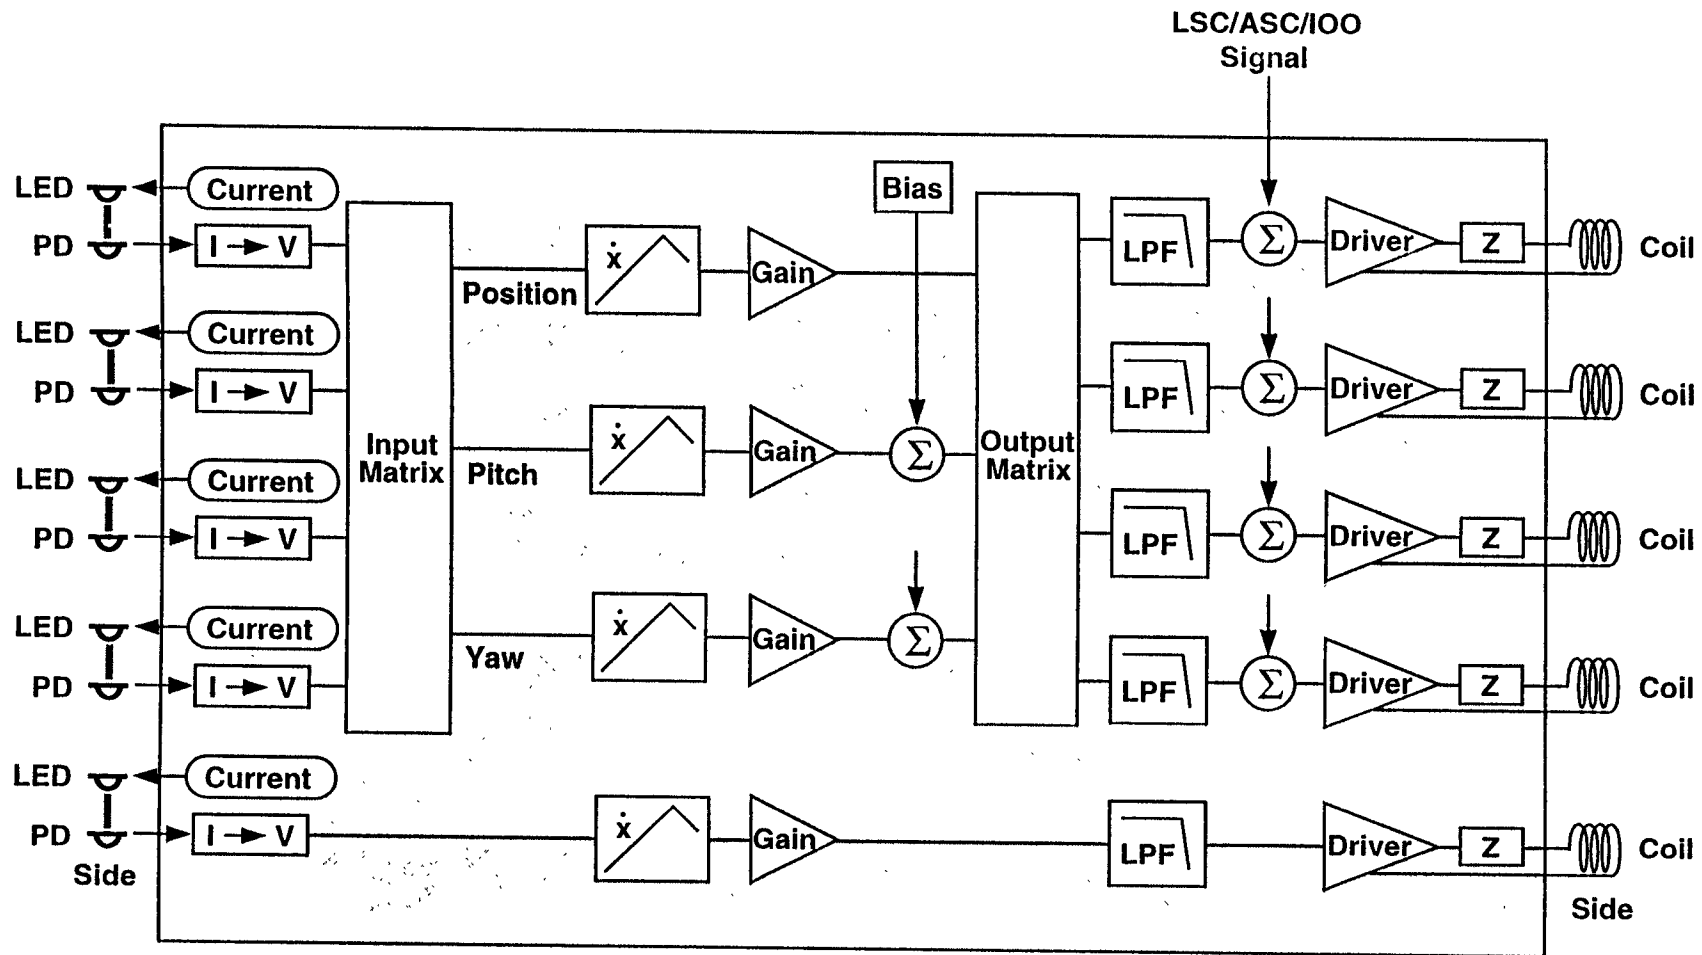 LSC/ASC/IOO
Signal
LED
Current
PD
I → V
Position
ẋ
Gain
Bias
LPF
Σ
Driver
Z
Coil
LED
Current
PD
I → V
Input
Matrix
Pitch
ẋ
Gain
Σ
Output
Matrix
LPF
Σ
Driver
Z
Coil
LED
Current
PD
I → V
LPF
Σ
Driver
Z
Coil
LED
Current
PD
I → V
Yaw
ẋ
Gain
Σ
LPF
Σ
Driver
Z
Coil
LED
Current
PD
I → V
Side
ẋ
Gain
LPF
Driver
Z
Coil
Side